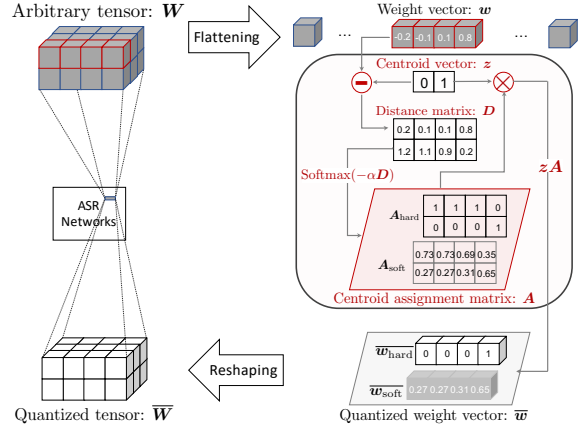 Arbitrary tensor: W
Flattening
Weight vector: w
... -0.2 -0.1 0.1 0.8 ...
Centroid vector: z
0 1
Distance matrix: D
0.2 0.1 0.1 0.8
1.2 1.1 0.9 0.2
Softmax(−αD)
zA
ASR
Networks
A_hard
1 1 1 0
0 0 0 1
A_soft
0.73 0.73 0.69 0.35
0.27 0.27 0.31 0.65
Centroid assignment matrix: A
w̅_hard
0 0 0 1
w̅_soft
0.27 0.27 0.31 0.65
Reshaping
Quantized tensor: W̅
Quantized weight vector: w̅